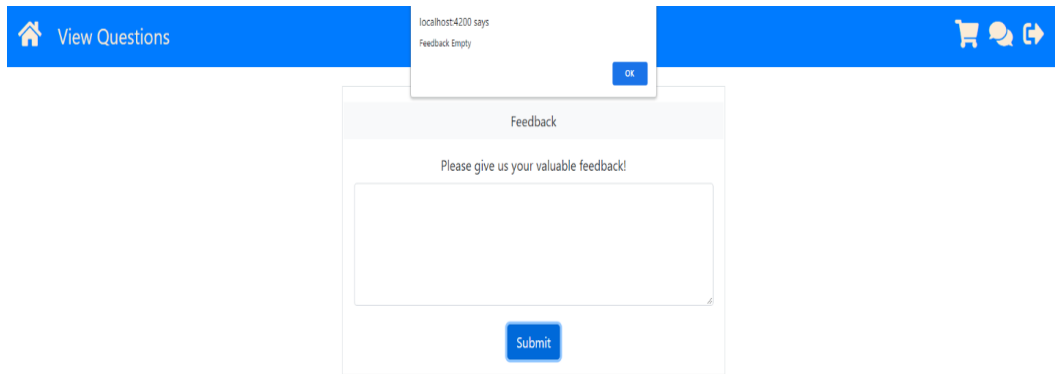 View Questions
localhost:4200 says
Feedback Empty
OK
Feedback
Please give us your valuable feedback!
Submit